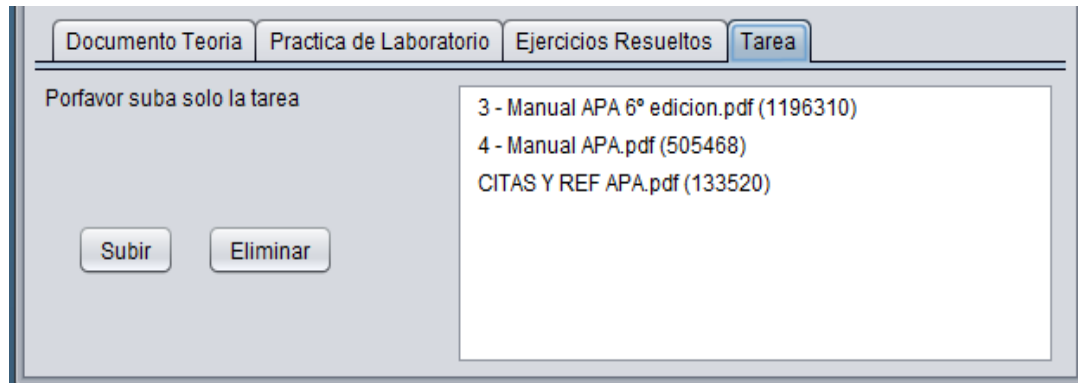 Documento Teoria Practica de Laboratorio Ejercicios Resueltos Tarea
Porfavor suba solo la tarea
3 - Manual APA 6º edicion.pdf (1196310)
4 - Manual APA.pdf (505468)
CITAS Y REF APA.pdf (133520)
Subir Eliminar